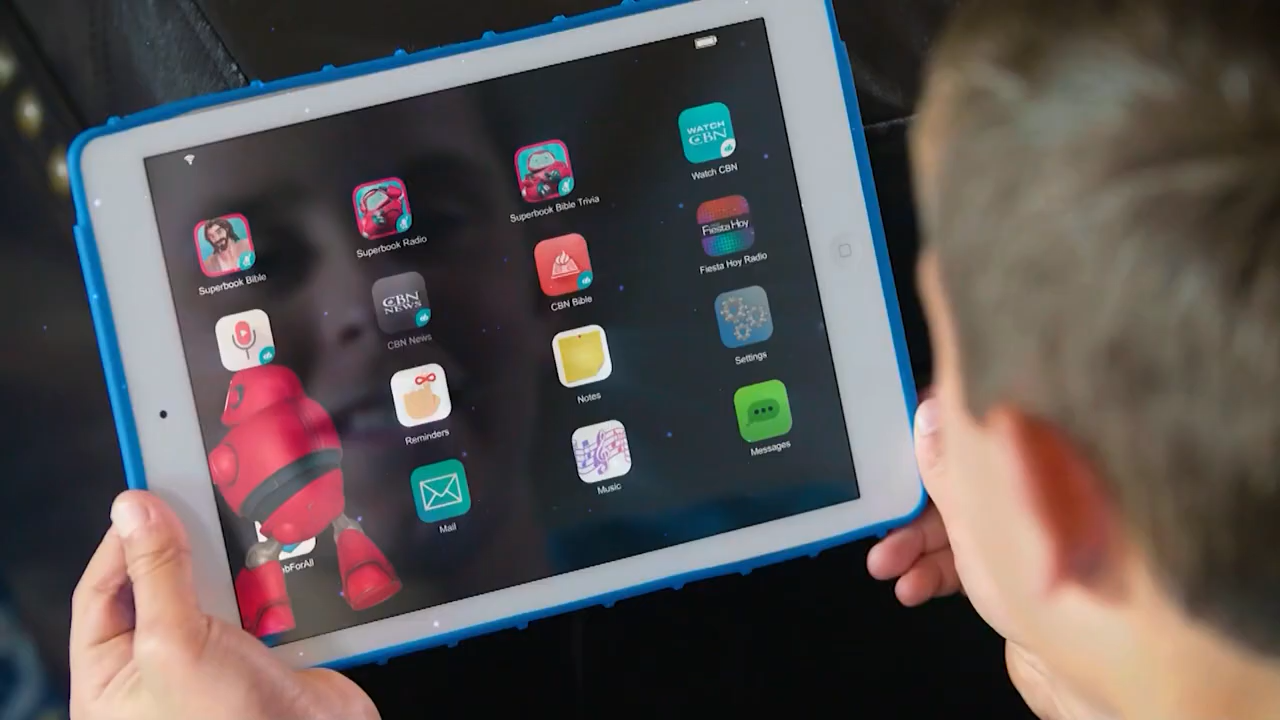 WATCH
CBN
Watch CBN
Superbook Bible Trivia
Superbook Radio
Superbook Bible
Fiesta Hoy
Fiesta Hoy Radio
CBN Bible
CBN
NEWS
CBN News
Settings
Notes
Reminders
Messages
Music
Mail
bForAll